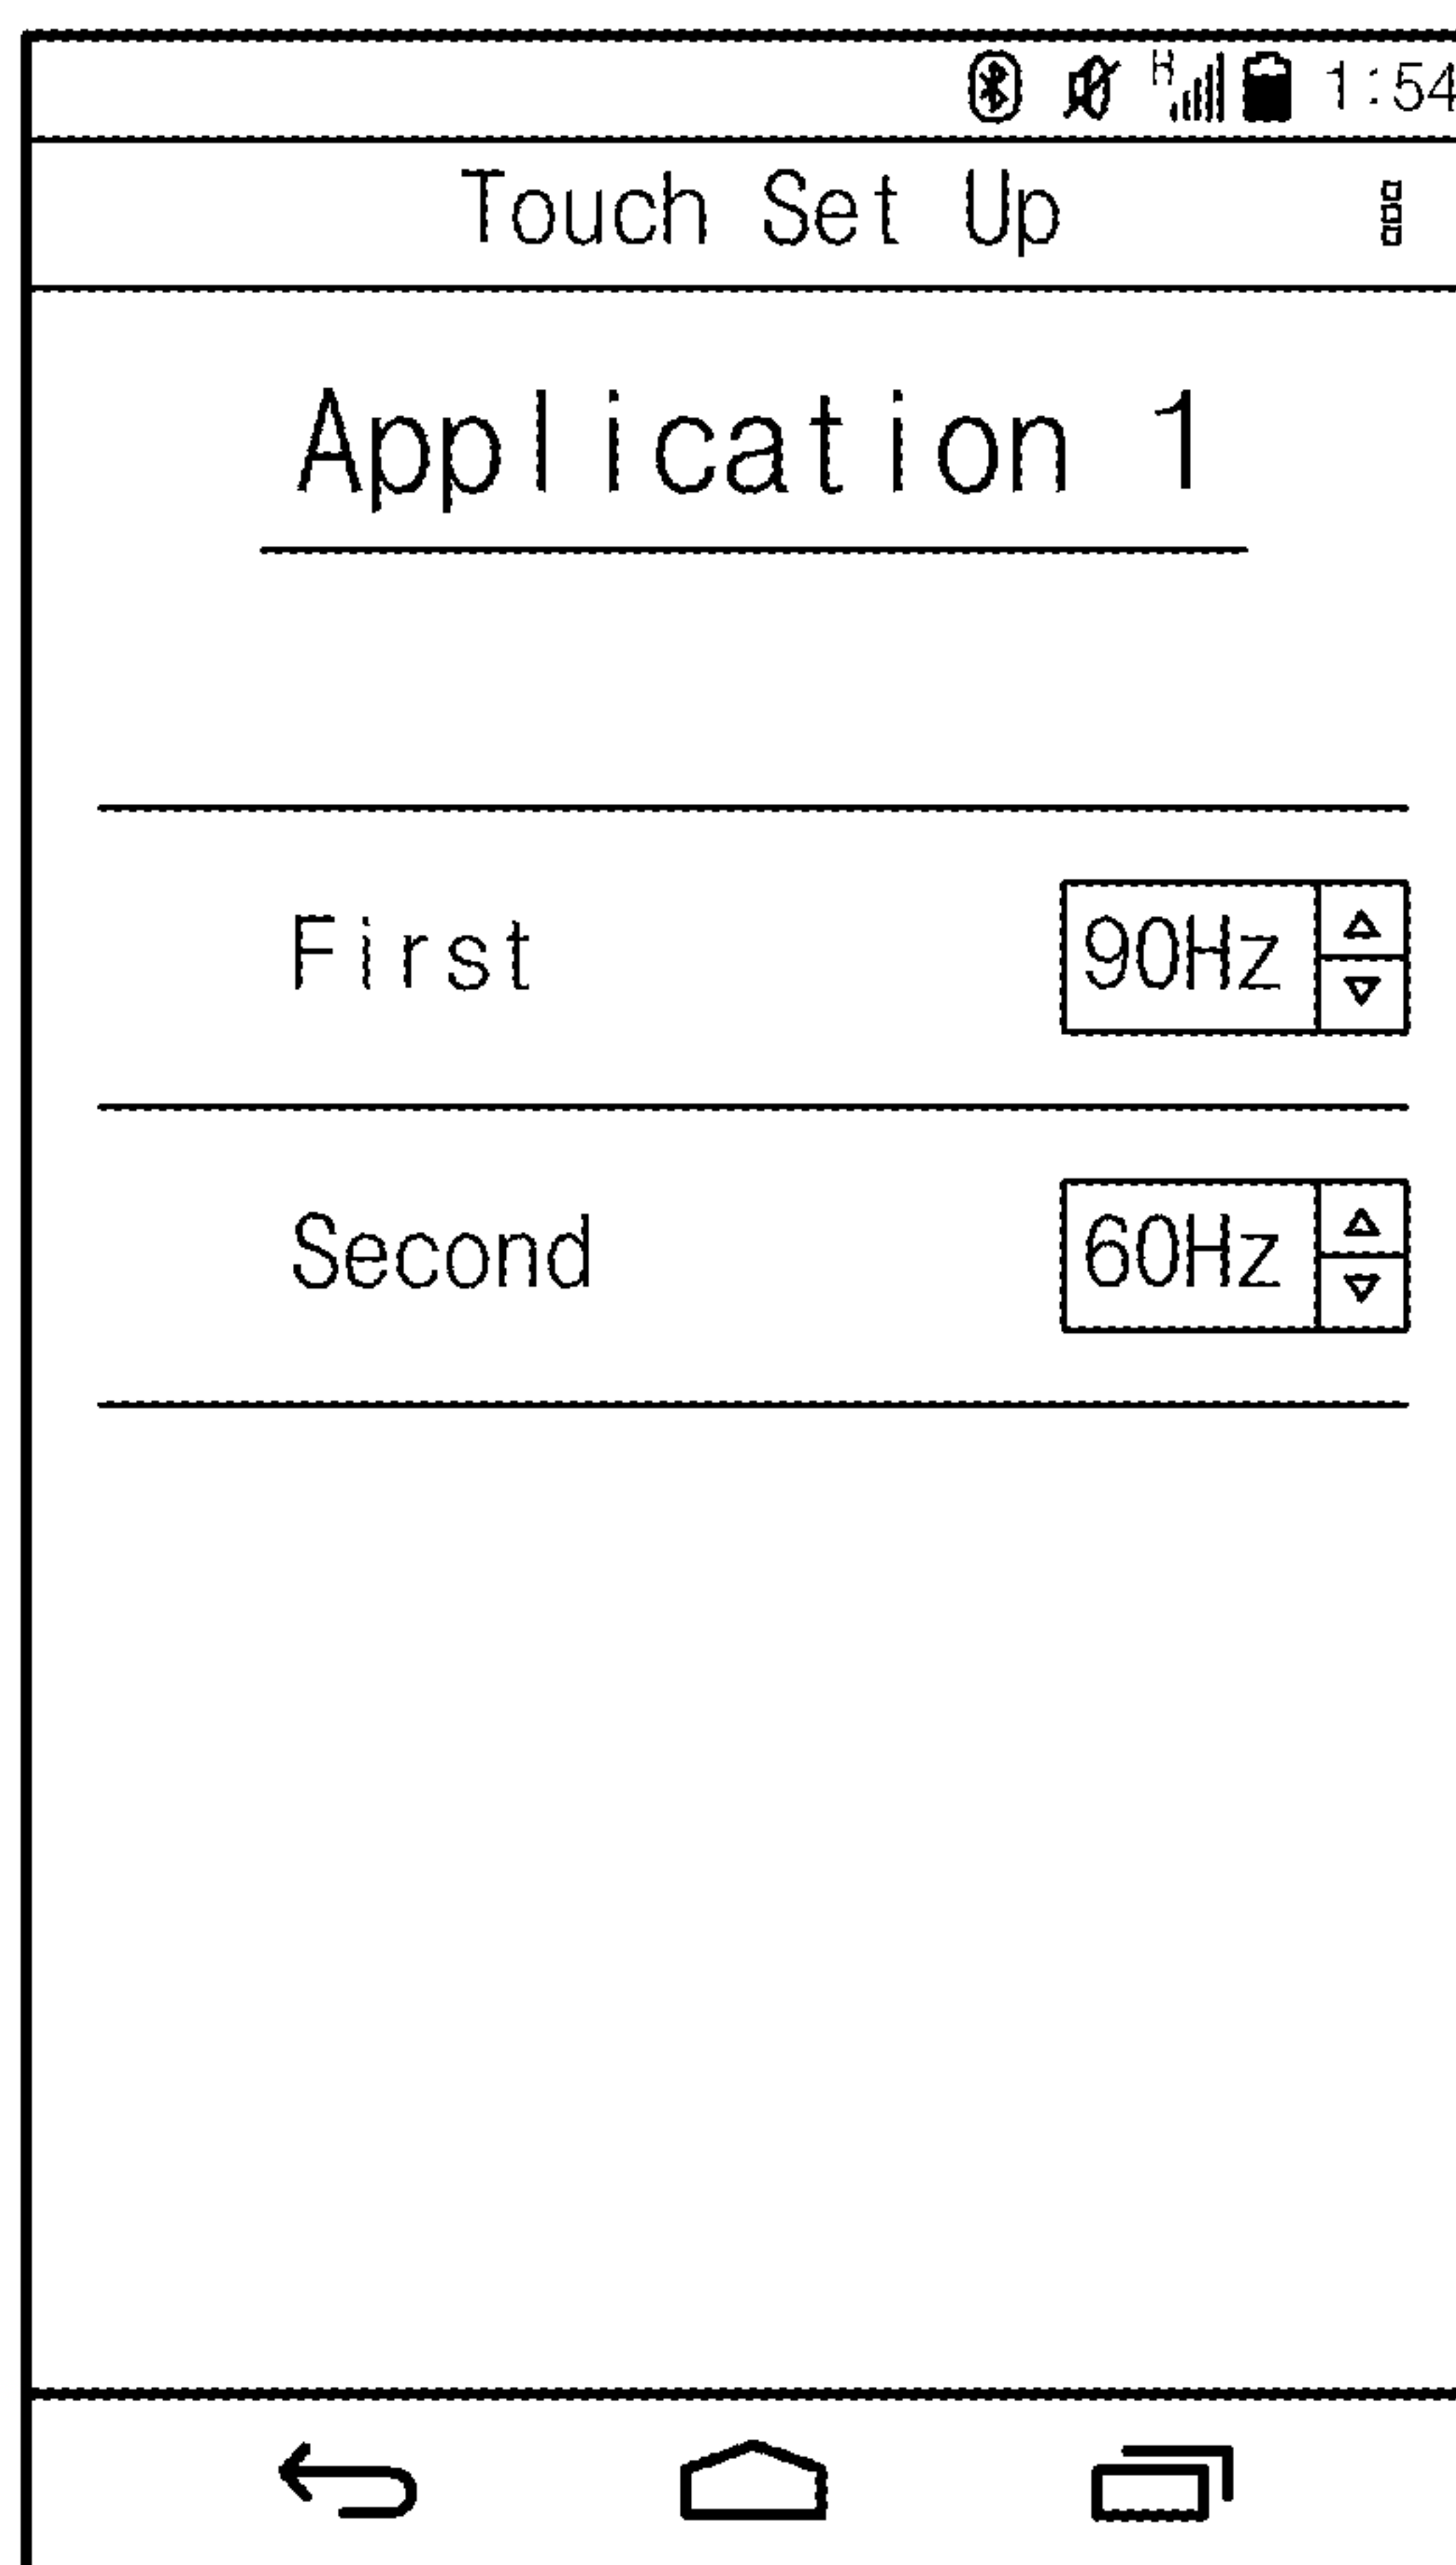 H 1:54
Touch Set Up
Application 1
First 90Hz
Second 60Hz